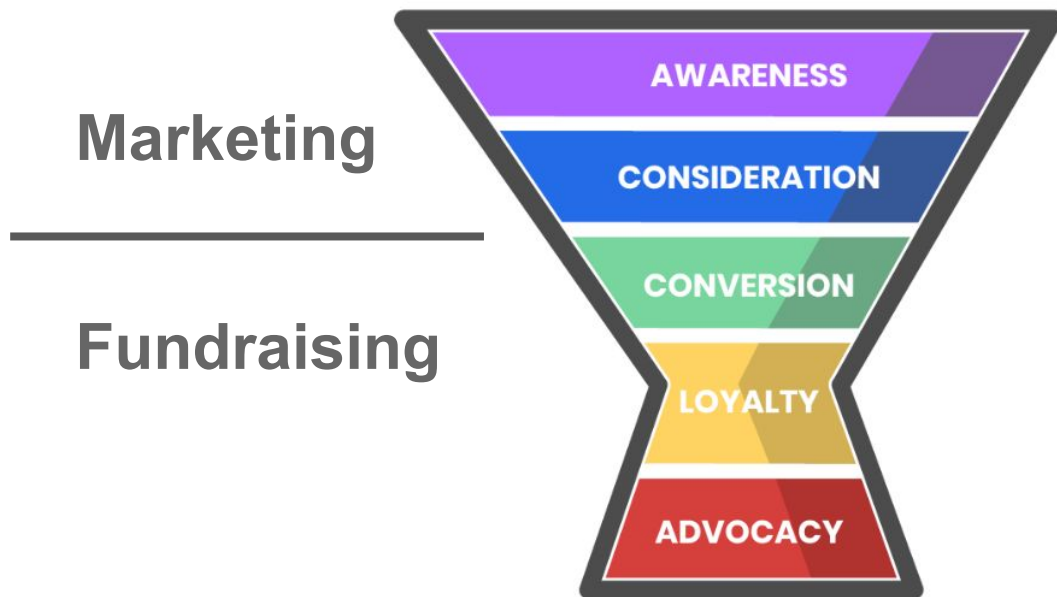 Marketing
Fundraising
AWARENESS
CONSIDERATION
CONVERSION
LOYALTY
ADVOCACY